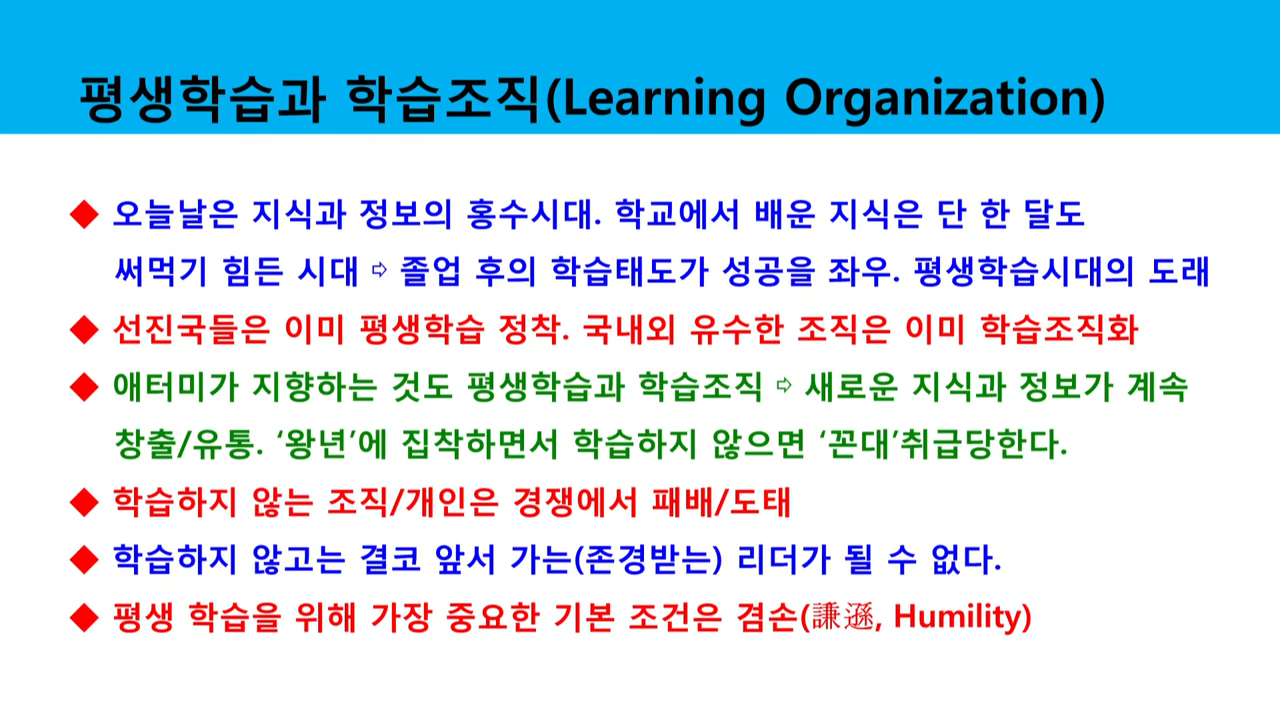 평생학습과 학습조직(Learning Organization)
◆ 오늘날은 지식과 정보의 홍수시대. 학교에서 배운 지식은 단 한 달도
써먹기 힘든 시대 ⇨ 졸업 후의 학습태도가 성공을 좌우. 평생학습시대의 도래
◆ 선진국들은 이미 평생학습 정착. 국내외 유수한 조직은 이미 학습조직화
◆ 애터미가 지향하는 것도 평생학습과 학습조직 ⇨ 새로운 지식과 정보가 계속
창출/유통. ‘왕년’에 집착하면서 학습하지 않으면 ‘꼰대’취급당한다.
◆ 학습하지 않는 조직/개인은 경쟁에서 패배/도태
◆ 학습하지 않고는 결코 앞서 가는(존경받는) 리더가 될 수 없다.
◆ 평생 학습을 위해 가장 중요한 기본 조건은 겸손(謙遜, Humility)